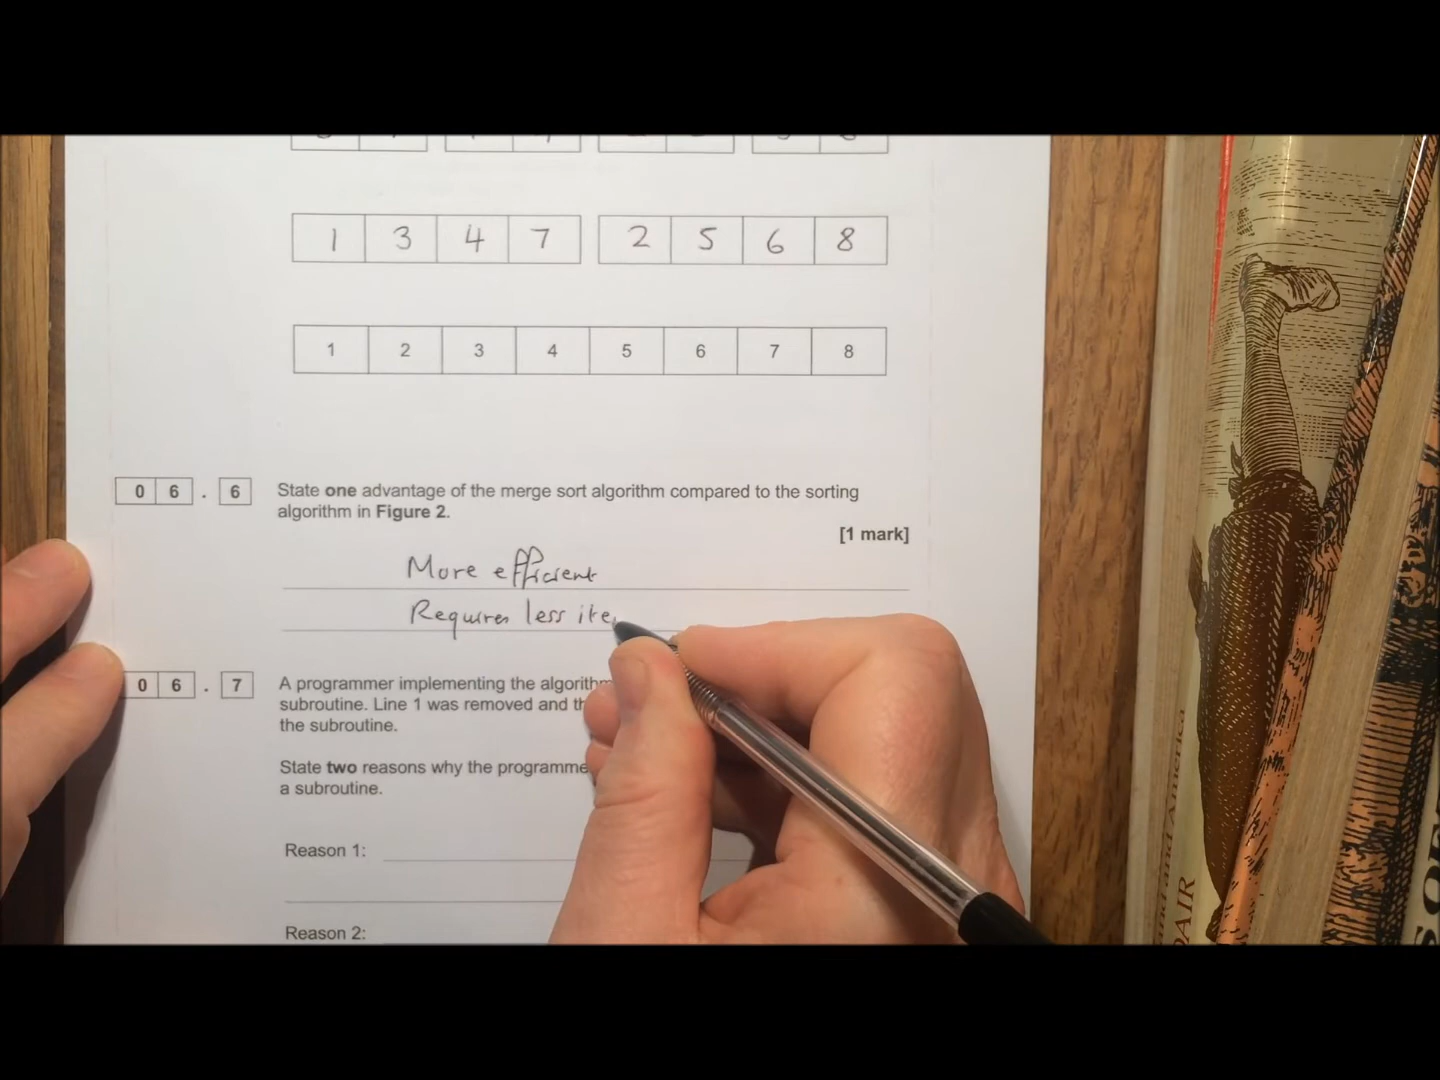 1 3 4 7 2 5 6 8
1 2 3 4 5 6 7 8
0 6 . 6 State one advantage of the merge sort algorithm compared to the sorting
algorithm in Figure 2.
[1 mark]
More efficient
Requires less ite
0 6 . 7 A programmer implementing the algorithm
subroutine. Line 1 was removed and th
the subroutine.
State two reasons why the programme
a subroutine.
Reason 1:
Reason 2:
and America
PAIR